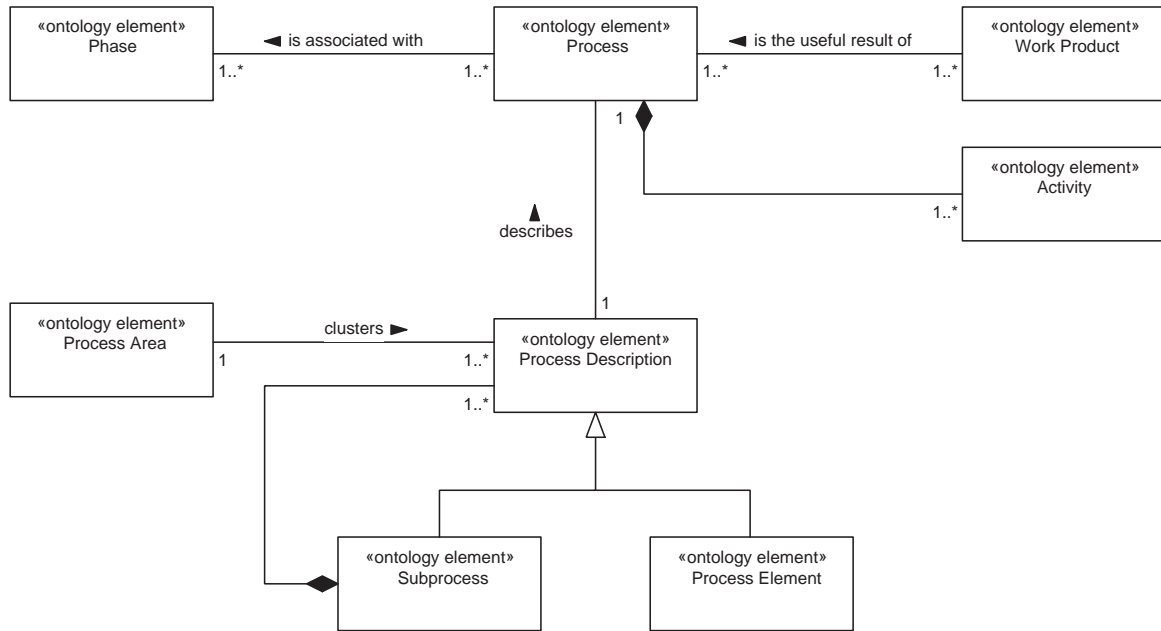 «ontology element»
Phase
is associated with
1..*
1..*
«ontology element»
Process
is the useful result of
1..*
1..*
«ontology element»
Work Product
1
«ontology element»
Activity
1..*
describes
1
«ontology element»
Process Area
clusters
1
1..*
«ontology element»
Process Description
1..*
«ontology element»
Subprocess
«ontology element»
Process Element